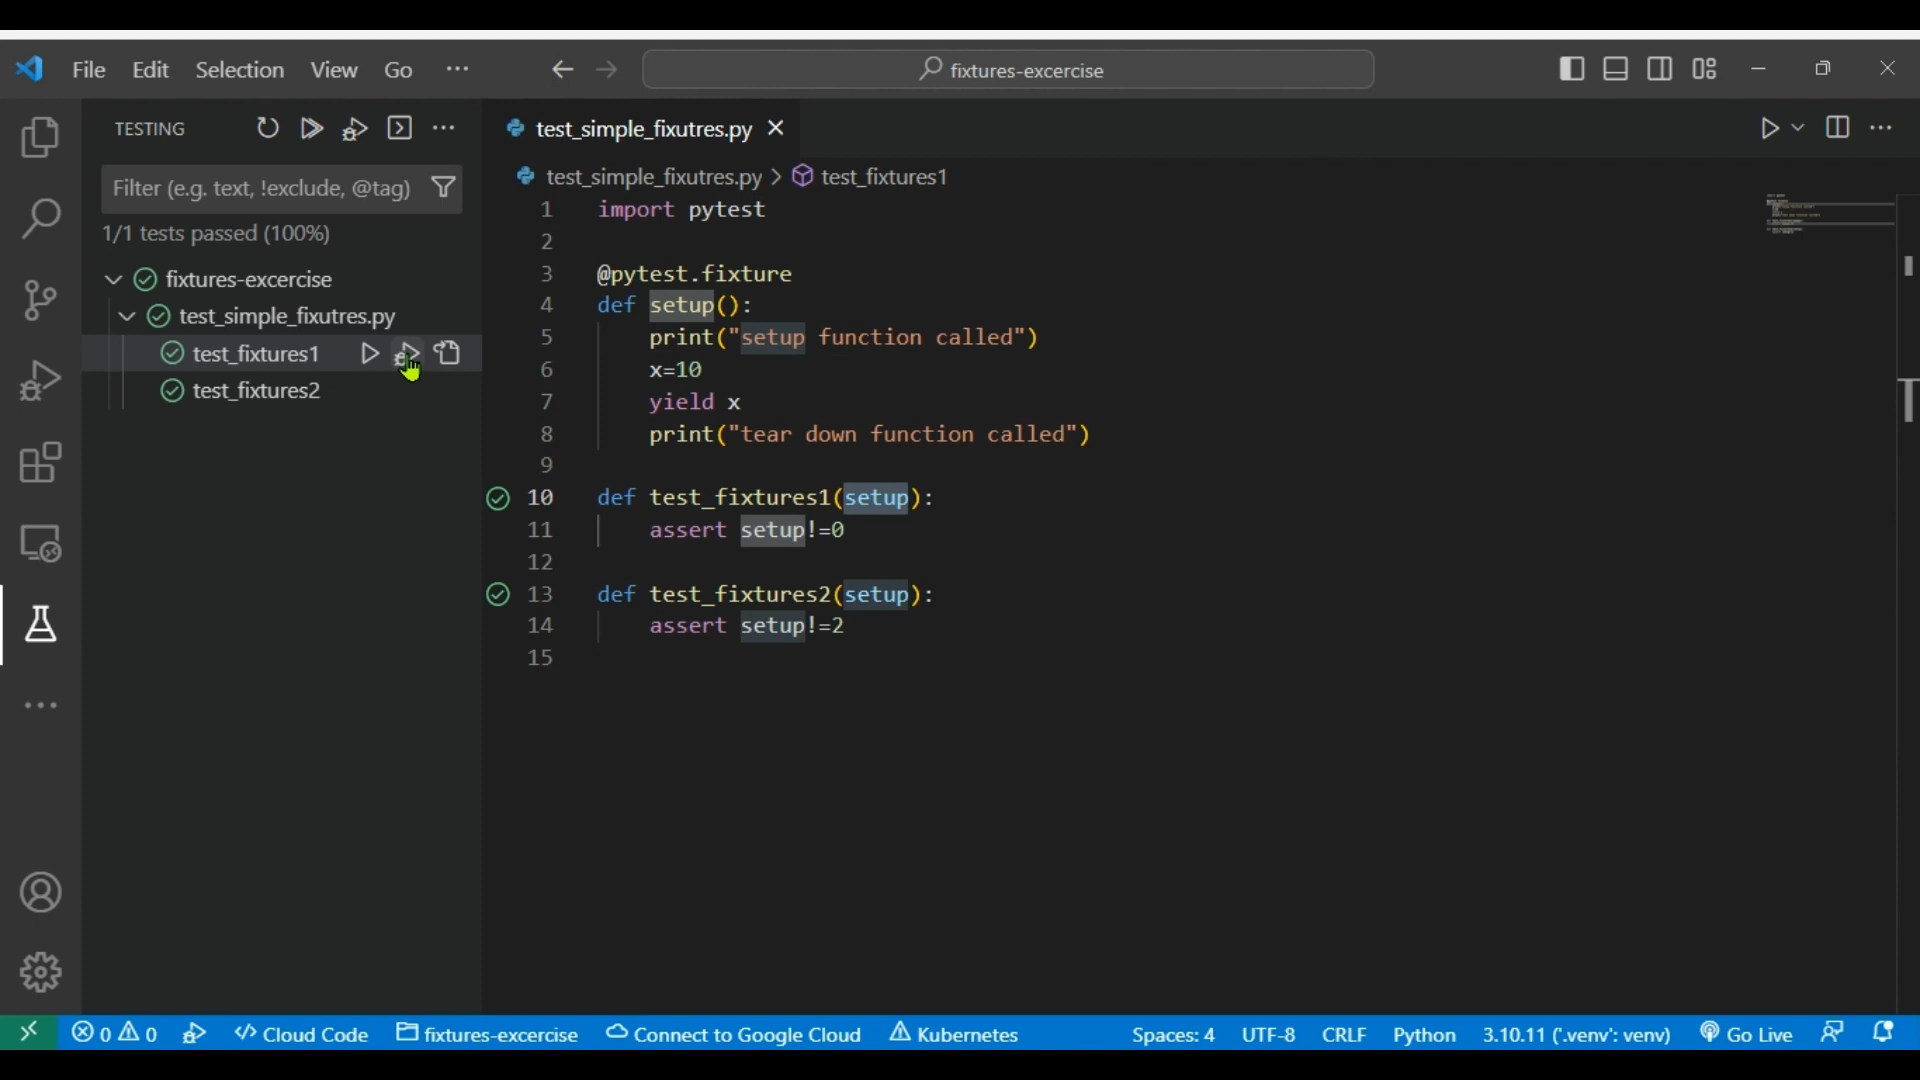 File Edit Selection View Go ...
fixtures-excercise
TESTING
Filter (e.g. text, !exclude, @tag)
1/1 tests passed (100%)
fixtures-excercise
test_simple_fixutres.py
test_fixtures1
test_fixtures2
test_simple_fixutres.py
test_simple_fixutres.py > test_fixtures1
1 import pytest
2
3 @pytest.fixture
4 def setup():
5 print("setup function called")
6 x=10
7 yield x
8 print("tear down function called")
9
10 def test_fixtures1(setup):
11 assert setup!=0
12
13 def test_fixtures2(setup):
14 assert setup!=2
15
0 0 Cloud Code fixtures-excercise Connect to Google Cloud Kubernetes Spaces: 4 UTF-8 CRLF Python 3.10.11 ('.venv': venv) Go Live